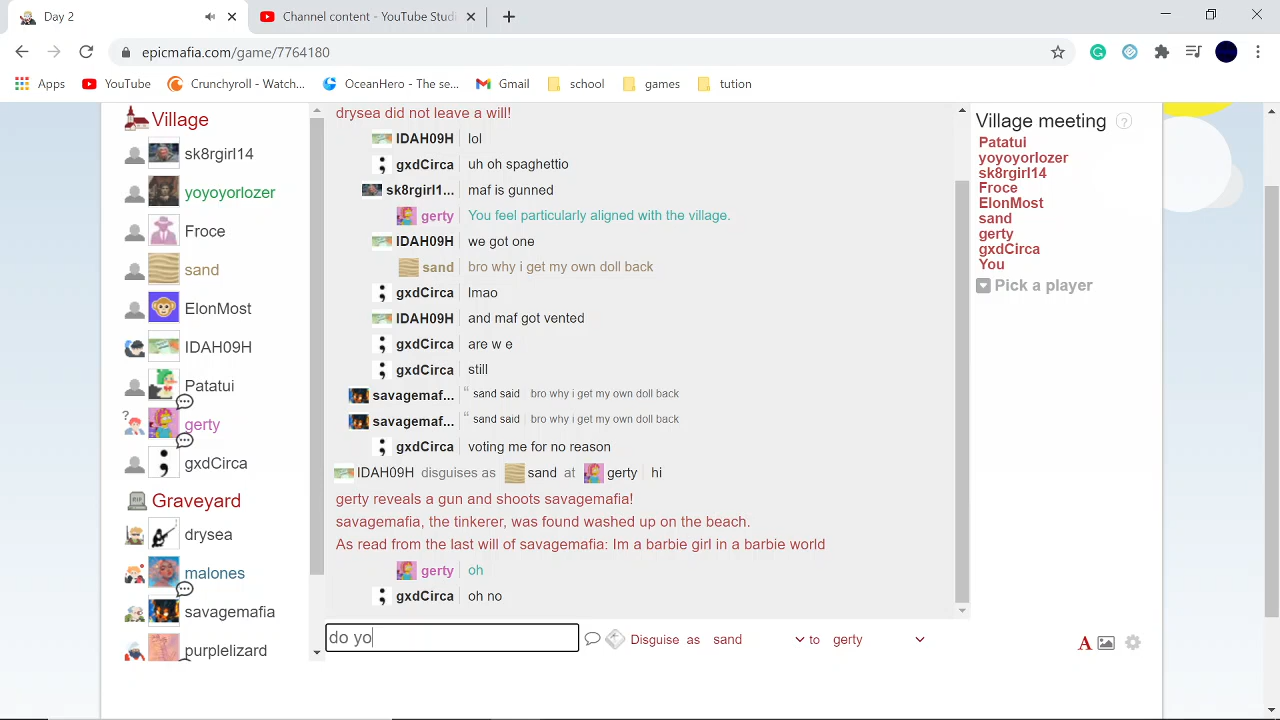 Day 2
Village content - YouTube Studi
epicmafia.com/game/7764180
Apps YouTube Crunchyroll - Watch... OceanHero - The se... Gmail school games tution
Village
sk8rgirl14
yoyoyorlozer
Froce
sand
ElonMost
IDAH09H
Patatui
gerty
gxdCirca
Graveyard
drysea
malones
savagemafia
purplelizard
drysea did not leave a will!
IDAH09H lol
gxdCirca uh oh spaghettio
sk8rgirl1... maf is gunned
gerty You feel particularly aligned with the village.
IDAH09H we got one
sand bro why i get my own doll back
gxdCirca lmao
IDAH09H and maf got vented
gxdCirca are w e
gxdCirca still
savage... “ sand said bro why i get my own doll back
savagemaf... “ sand said bro why i get my own doll back
gxdCirca voting me for no reason
IDAH09H disguises as sand at gerty hi
gerty reveals a gun and shoots savagemafia!
savagemafia, the tinkerer, was found washed up on the beach.
As read from the last will of savagemafia: Im a barbie girl in a barbie world
gerty oh
gxdCirca oh no
do yo
Disguise as sand to gerty
A
Village meeting ?
Patatui
yoyoyorlozer
sk8rgirl14
Froce
ElonMost
sand
gerty
gxdCirca
You
Pick a player